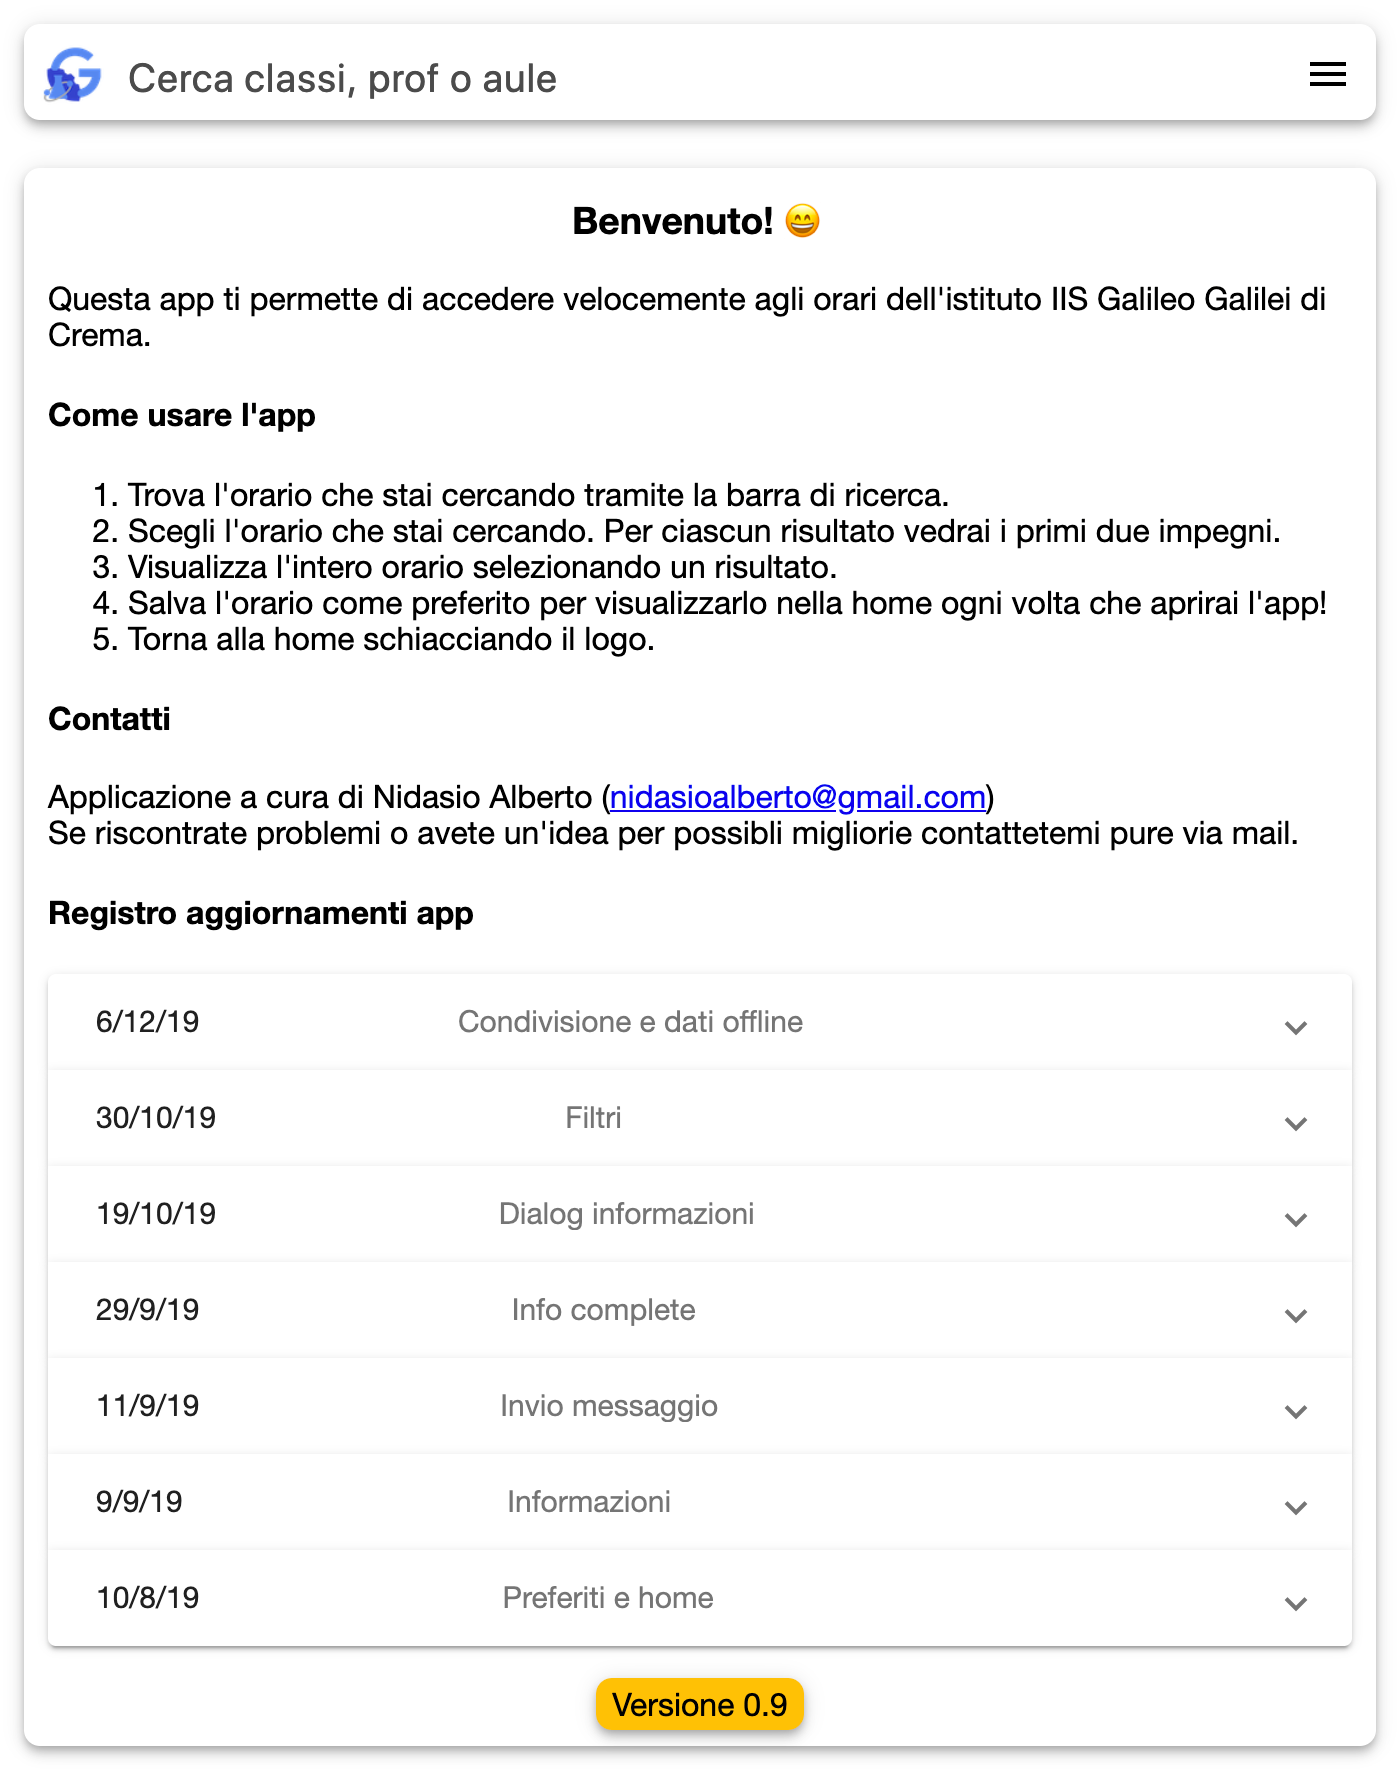 Cerca classi, prof o aule
Benvenuto! 😄
Questa app ti permette di accedere velocemente agli orari dell'istituto IIS Galileo Galilei di
Crema.
Come usare l'app
1. Trova l'orario che stai cercando tramite la barra di ricerca.
2. Scegli l'orario che stai cercando. Per ciascun risultato vedrai i primi due impegni.
3. Visualizza l'intero orario selezionando un risultato.
4. Salva l'orario come preferito per visualizzarlo nella home ogni volta che aprirai l'app!
5. Torna alla home schiacciando il logo.
Contatti
Applicazione a cura di Nidasio Alberto (nidasioalberto@gmail.com)
Se riscontrate problemi o avete un'idea per possibli migliorie contattetemi pure via mail.
Registro aggiornamenti app
6/12/19 Condivisione e dati offline
30/10/19 Filtri
19/10/19 Dialog informazioni
29/9/19 Info complete
11/9/19 Invio messaggio
9/9/19 Informazioni
10/8/19 Preferiti e home
Versione 0.9